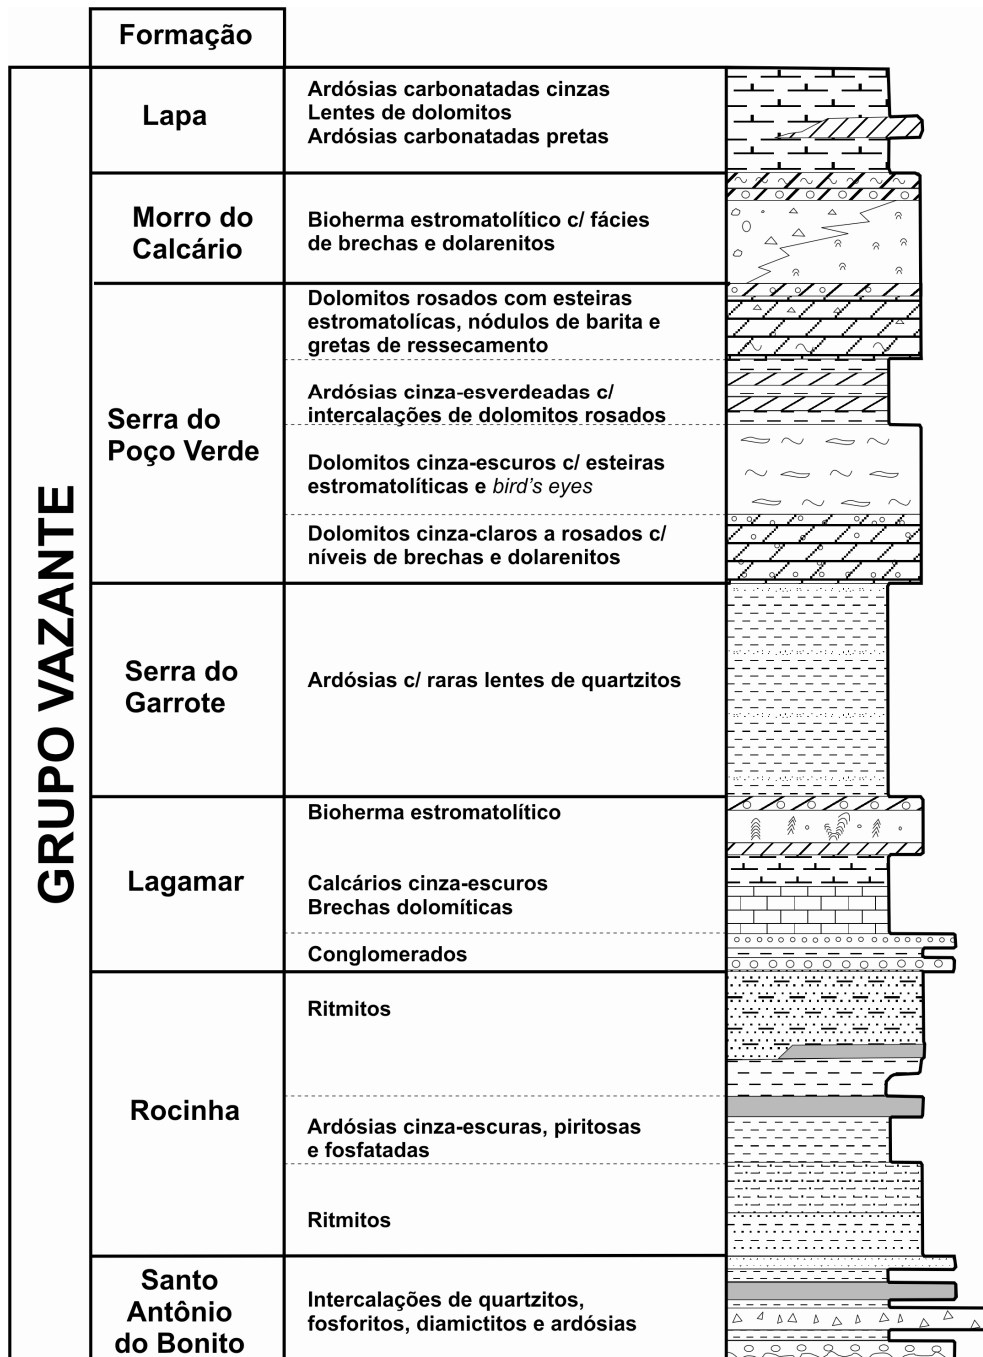 Formação
GRUPO VAZANTE
Lapa
Ardósias carbonatadas cinzas
Lentes de dolomitos
Ardósias carbonatadas pretas
Morro do
Calcário
Bioherma estromatolítico c/ fácies
de brechas e dolarenitos
Serra do
Poço Verde
Dolomitos rosados com esteiras
estromatolícas, nódulos de barita e
gretas de ressecamento
Ardósias cinza-esverdeadas c/
intercalações de dolomitos rosados
Dolomitos cinza-escuros c/ esteiras
estromatolíticas e bird's eyes
Dolomitos cinza-claros a rosados c/
níveis de brechas e dolarenitos
Serra do
Garrote
Ardósias c/ raras lentes de quartzitos
Lagamar
Bioherma estromatolítico
Calcários cinza-escuros
Brechas dolomíticas
Conglomerados
Rocinha
Ritmitos
Ardósias cinza-escuras, piritosas
e fosfatadas
Ritmitos
Santo
Antônio
do Bonito
Intercalações de quartzitos,
fosforitos, diamictitos e ardósias